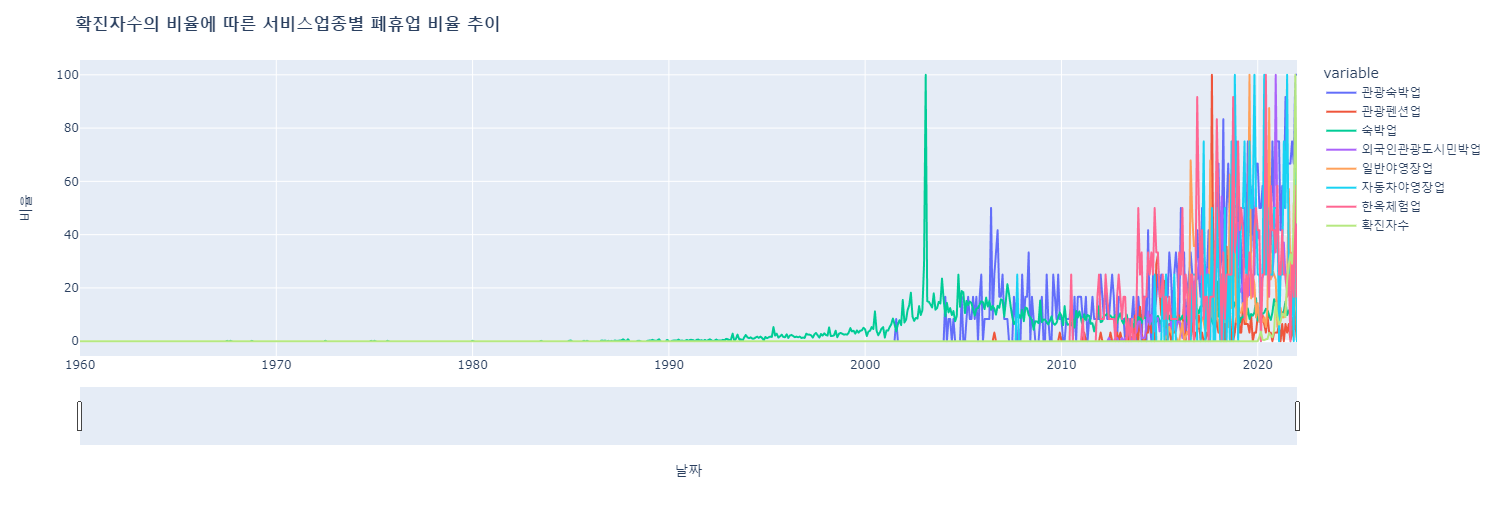 확진자수의 비율에 따른 서비스업종별 폐휴업 비율 추이
variable
관광숙박업
관광펜션업
숙박업
외국인관광도시민박업
일반야영장업
자동차야영장업
한옥체험업
확진자수
비율
100
80
60
40
20
0
1960
1970
1980
1990
2000
2010
2020
날짜